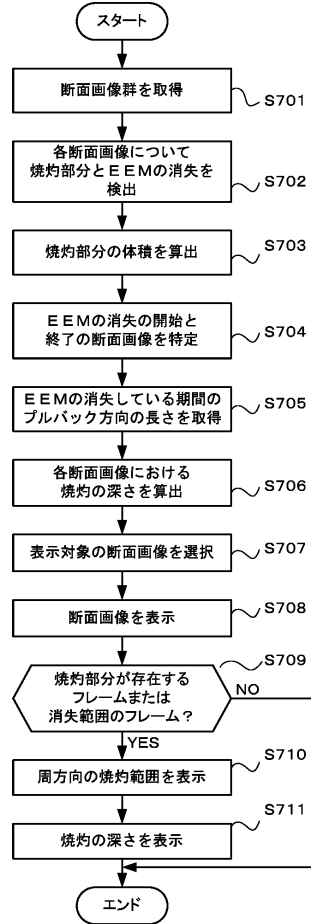 スタート
断面画像群を取得
S701
各断面画像について
焼灼部分とEEMの消失を
検出
S702
焼灼部分の体積を算出
S703
EEMの消失の開始と
終了の断面画像を特定
S704
EEMの消失している期間の
プルバック方向の長さを取得
S705
各断面画像における
焼灼の深さを算出
S706
表示対象の断面画像を選択
S707
断面画像を表示
S708
焼灼部分が存在する
フレームまたは
消失範囲のフレーム？
S709
NO
YES
周方向の焼灼範囲を表示
S710
焼灼の深さを表示
S711
エンド